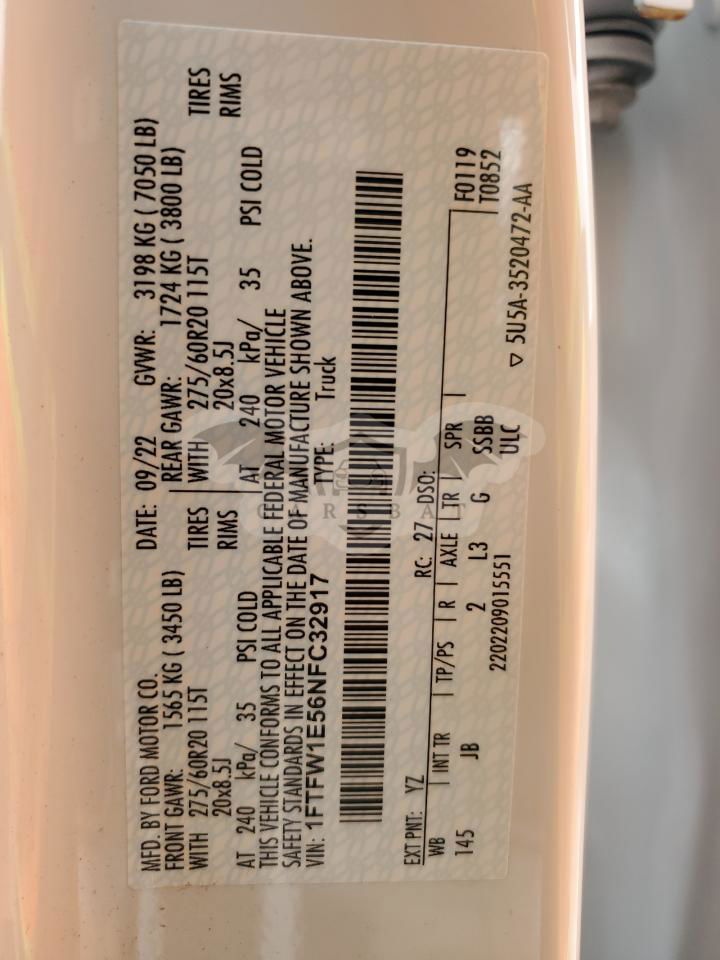 MFD. BY FORD MOTOR CO. DATE: 09/22 GVWR: 3198 KG ( 7050 LB)
FRONT GAWR: 1565 KG ( 3450 LB) REAR GAWR: 1724 KG ( 3800 LB)
WITH 275/60R20 115T TIRES WITH 275/60R20 115T TIRES
20x8.5J RIMS 20x8.5J RIMS
AT 240 kPa/ 35 PSI COLD AT 240 kPa/ 35 PSI COLD
THIS VEHICLE CONFORMS TO ALL APPLICABLE FEDERAL MOTOR VEHICLE
SAFETY STANDARDS IN EFFECT ON THE DATE OF MANUFACTURE SHOWN ABOVE.
VIN: 1FTFW1E56NFC32917 TYPE: Truck
CARSBAT
EXT PNT: YZ RC: 27 DSO: F0119
WB INT TR TP/PS R AXLE TR SPR T0852
145 JB 2 L3 G SSBB
2202209015551 ULC ▽ 5U5A-3520472-AA